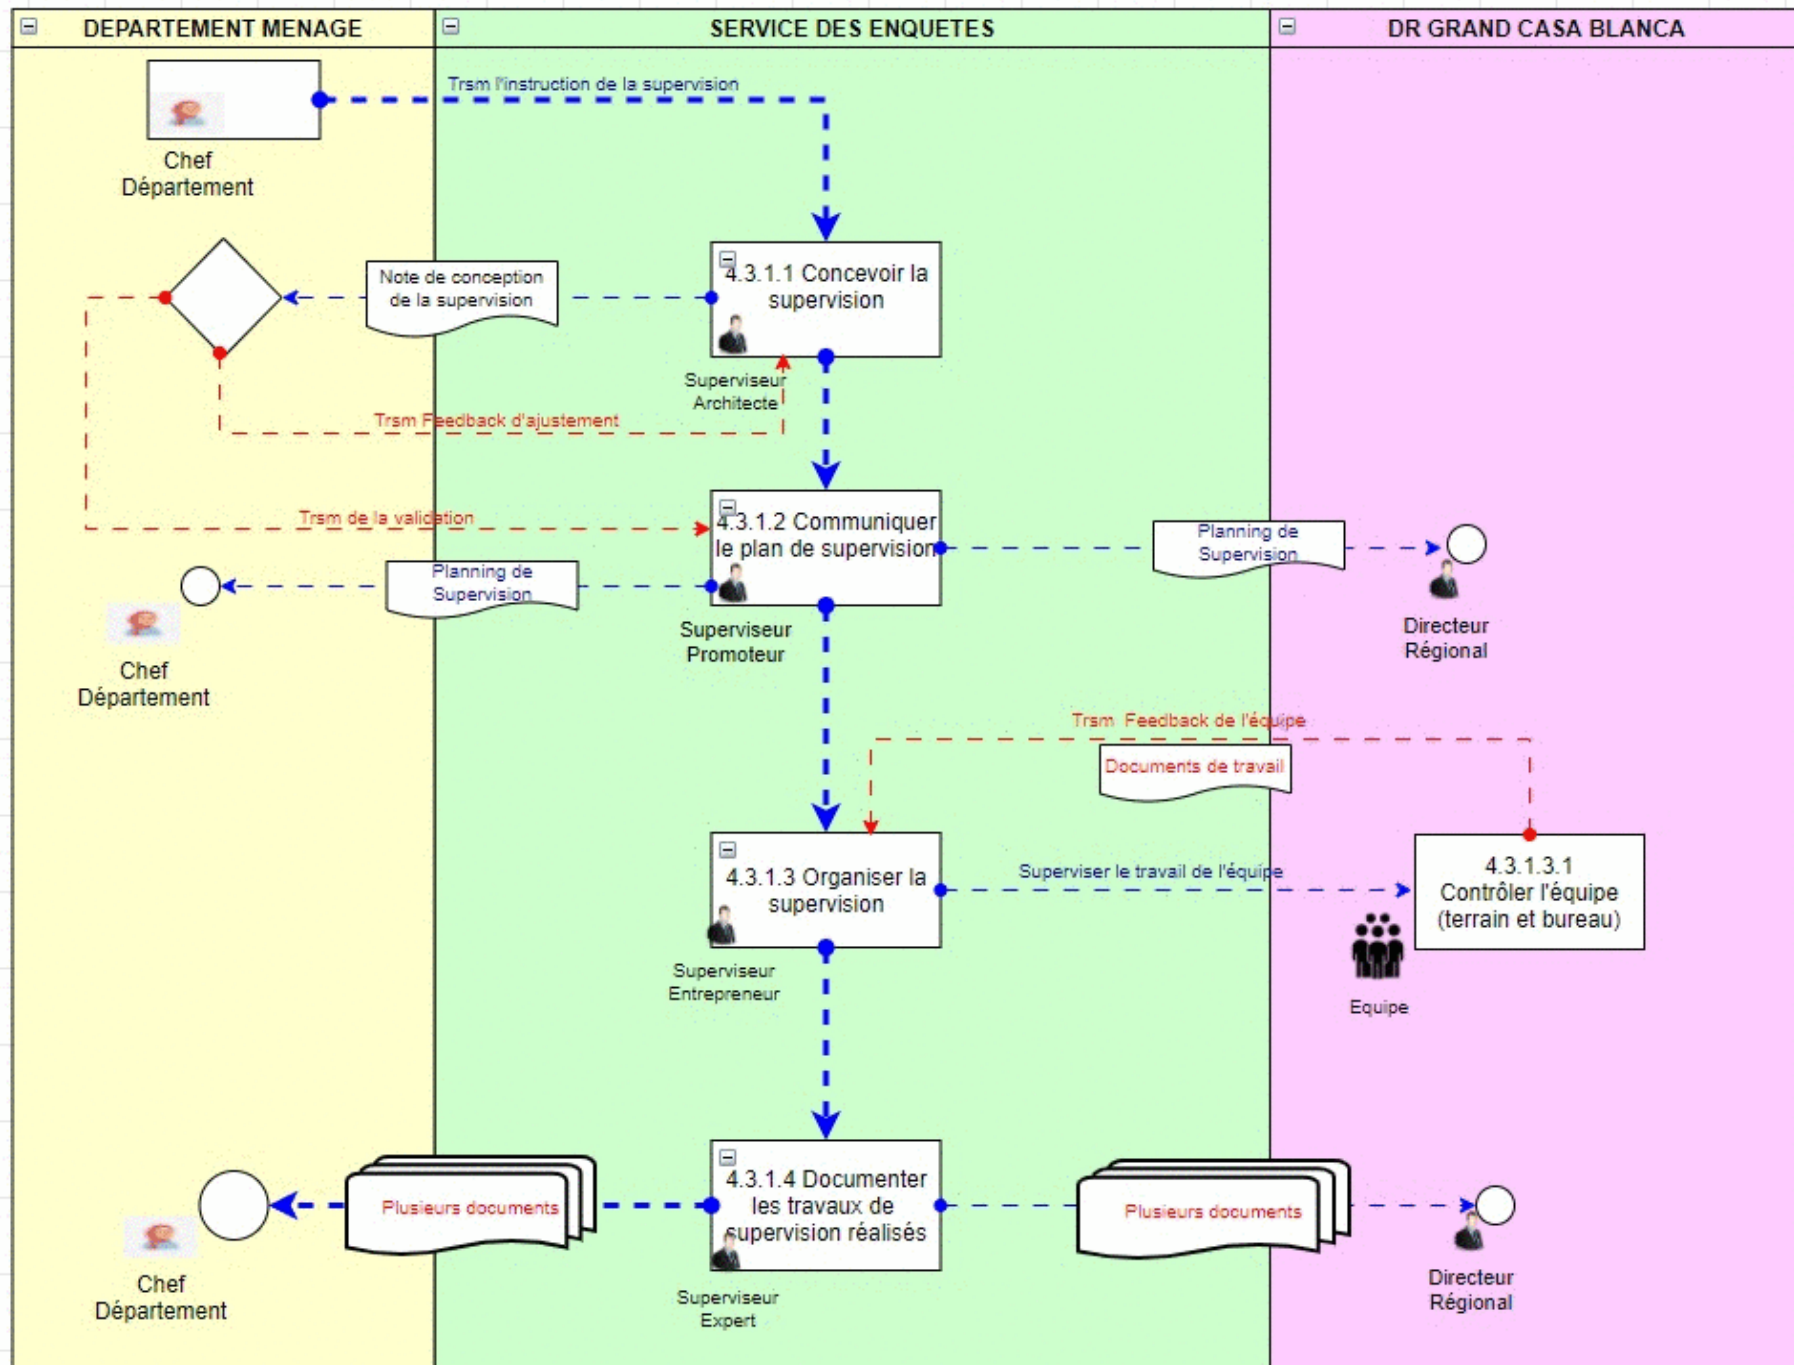 DEPARTEMENT MENAGE
SERVICE DES ENQUETES
DR GRAND CASA BLANCA
Trsm l'instruction de la supervision
Chef
Département
4.3.1.1 Concevoir la
supervision
Note de conception
de la supervision
Superviseur
Architecte
Trsm Feedback d'ajustement
Trsm de la validation
4.3.1.2 Communiquer
le plan de supervision
Planning de
Supervision
Planning de
Supervision
Superviseur
Promoteur
Directeur
Régional
Chef
Département
Trsm Feedback de l'équipe
Documents de travail
4.3.1.3 Organiser la
supervision
Superviser le travail de l'équipe
4.3.1.3.1
Contrôler l'équipe
(terrain et bureau)
Superviseur
Entrepreneur
Equipe
4.3.1.4 Documenter
les travaux de
supervision réalisés
Plusieurs documents
Plusieurs documents
Chef
Département
Superviseur
Expert
Directeur
Régional